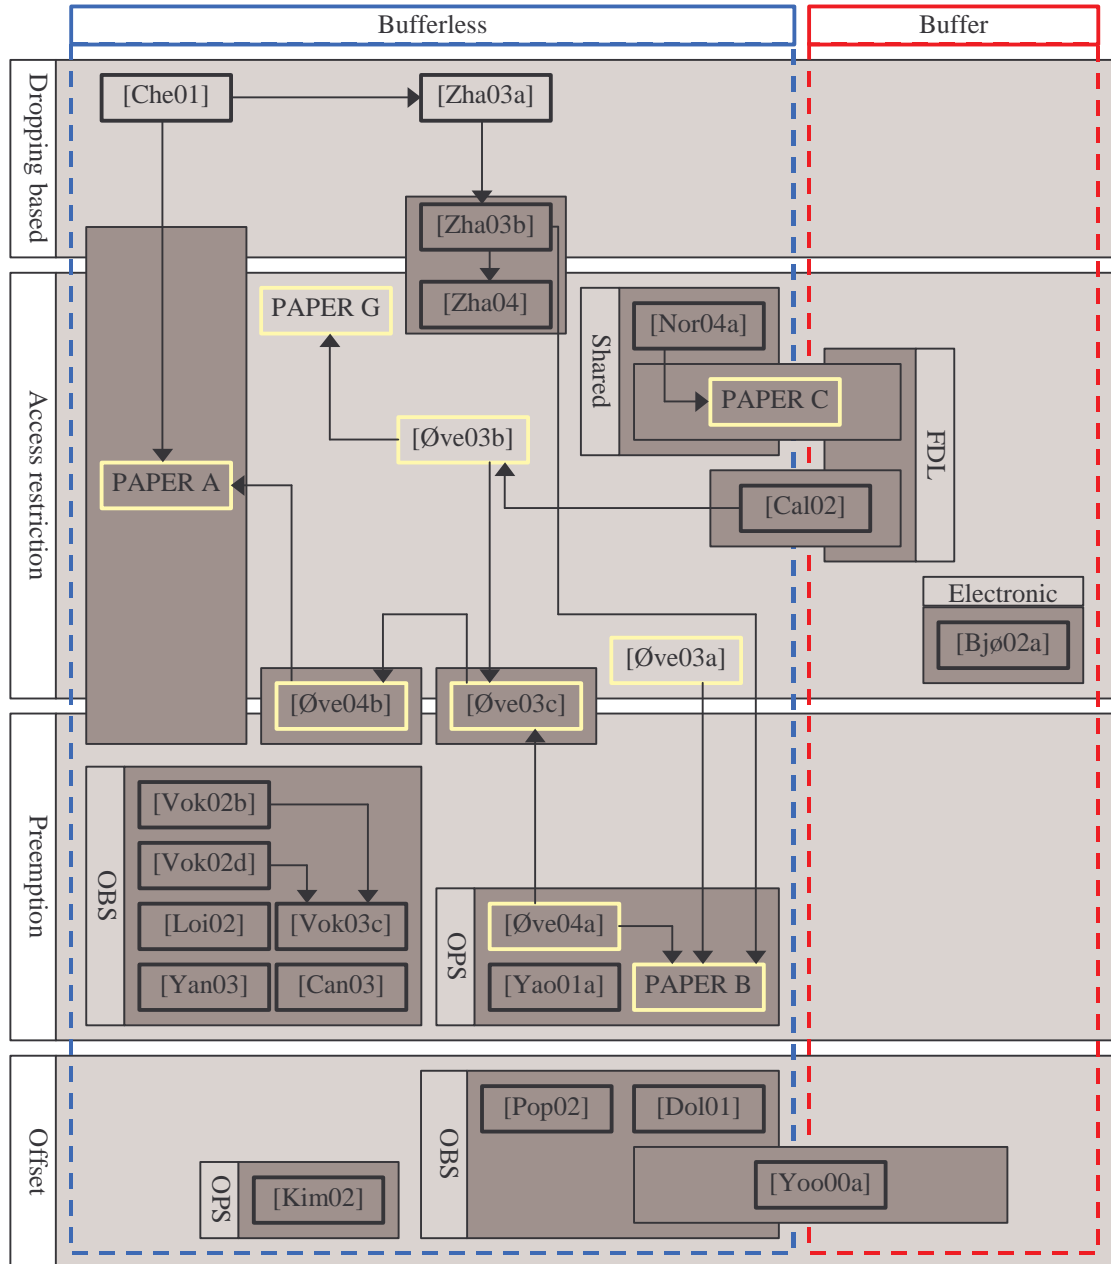 Bufferless
Buffer
Dropping based
[Che01]
[Zha03a]
[Zha03b]
[Zha04]
Access restriction
PAPER G
Shared
[Nor04a]
PAPER C
FDL
[Øve03b]
PAPER A
[Cal02]
Electronic
[Bjø02a]
[Øve03a]
[Øve04b]
[Øve03c]
Preemption
OBS
[Vok02b]
[Vok02d]
[Loi02]
[Vok03c]
[Yan03]
[Can03]
OPS
[Øve04a]
[Yao01a]
PAPER B
Offset
OBS
[Pop02]
[Dol01]
[Yoo00a]
OPS
[Kim02]